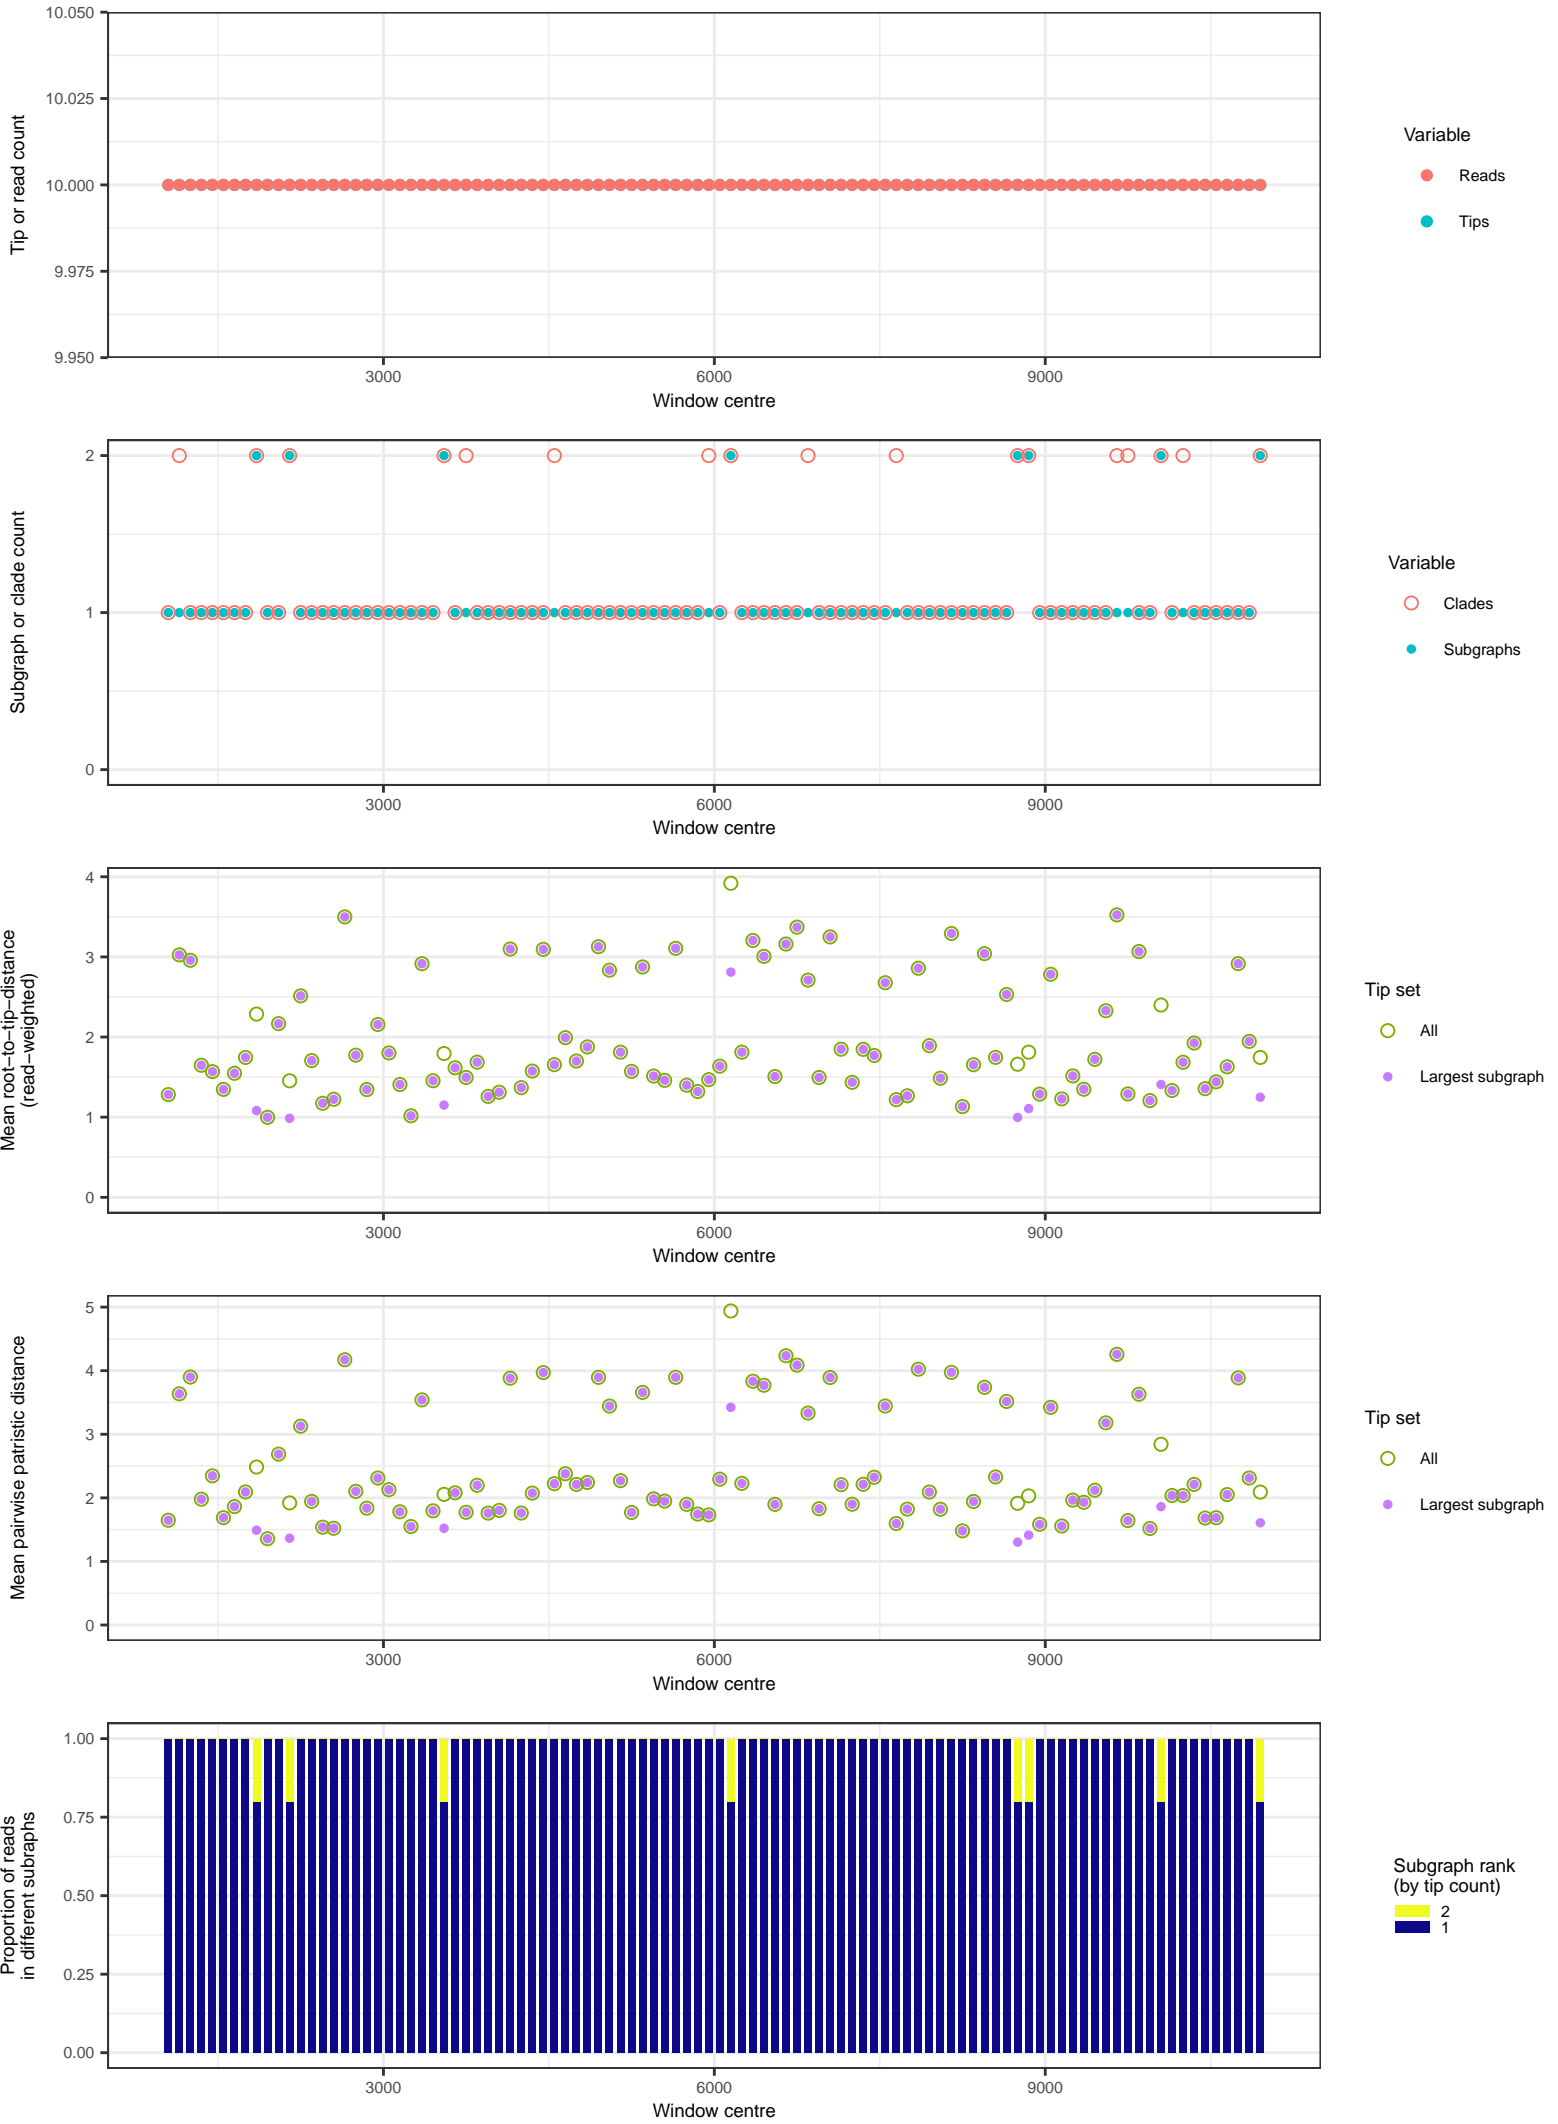 10.050
10.025
10.000
9.975
9.950
Tip or read count
3000
6000
9000
Window centre
Variable
Reads
Tips
2
1
0
Subgraph or clade count
3000
6000
9000
Window centre
Variable
Clades
Subgraphs
4
3
2
1
0
Mean root−to−tip−distance
(read−weighted)
3000
6000
9000
Window centre
Tip set
All
Largest subgraph
5
4
3
2
1
0
Mean pairwise patristic distance
3000
6000
9000
Window centre
Tip set
All
Largest subgraph
1.00
0.75
0.50
0.25
0.00
Proportion of reads
in different subraphs
3000
6000
9000
Window centre
Subgraph rank
(by tip count)
2
1